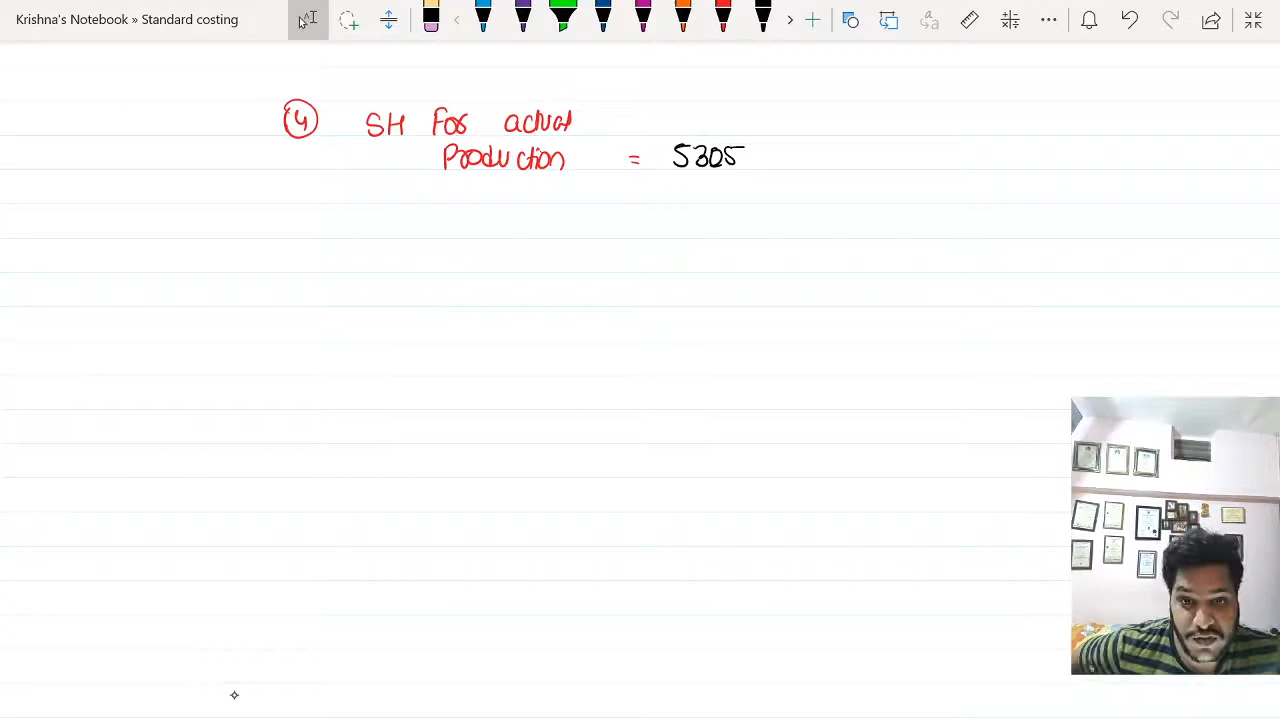 Krishna's Notebook » Standard costing
4 SH For actual
Production = 5305